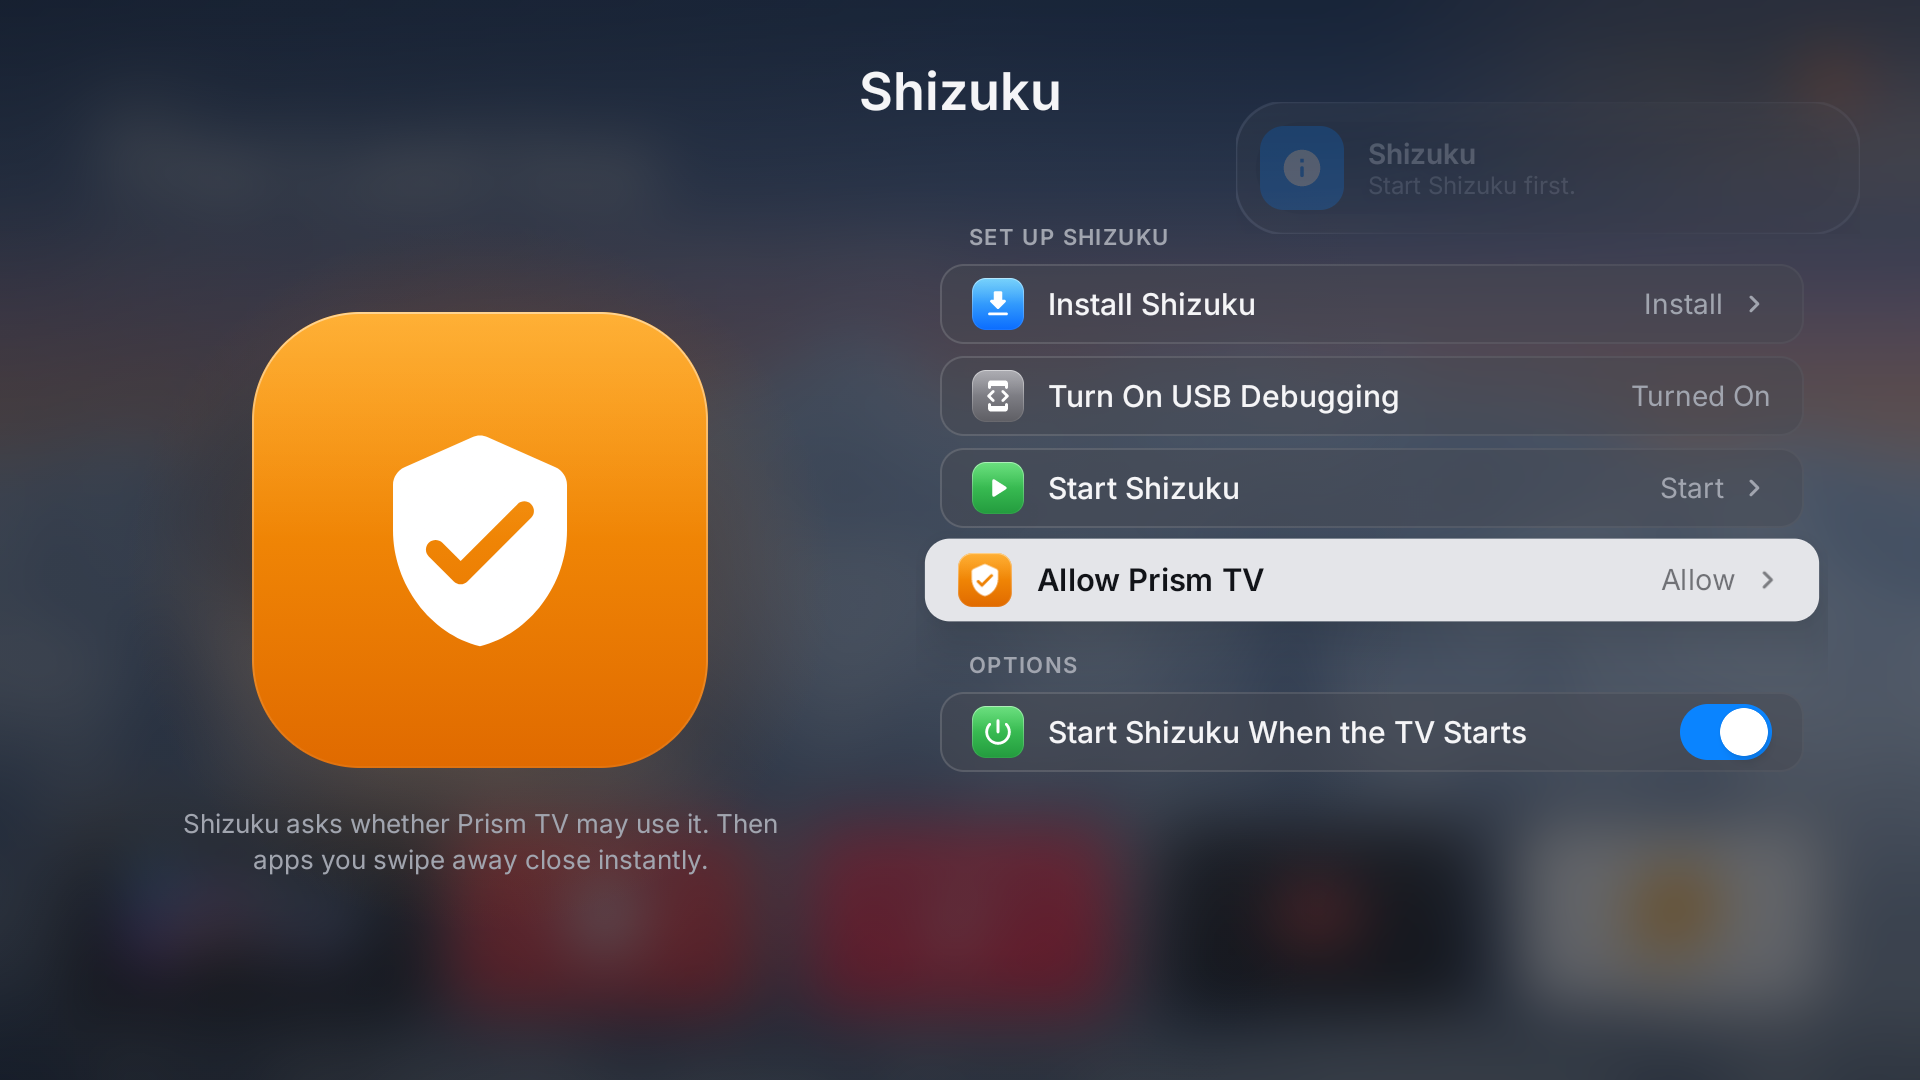 Shizuku
Shizuku
Start Shizuku first.
SET UP SHIZUKU
Install Shizuku Install
Turn On USB Debugging Turned On
Start Shizuku Start
Allow Prism TV Allow
OPTIONS
Start Shizuku When the TV Starts
Shizuku asks whether Prism TV may use it. Then
apps you swipe away close instantly.